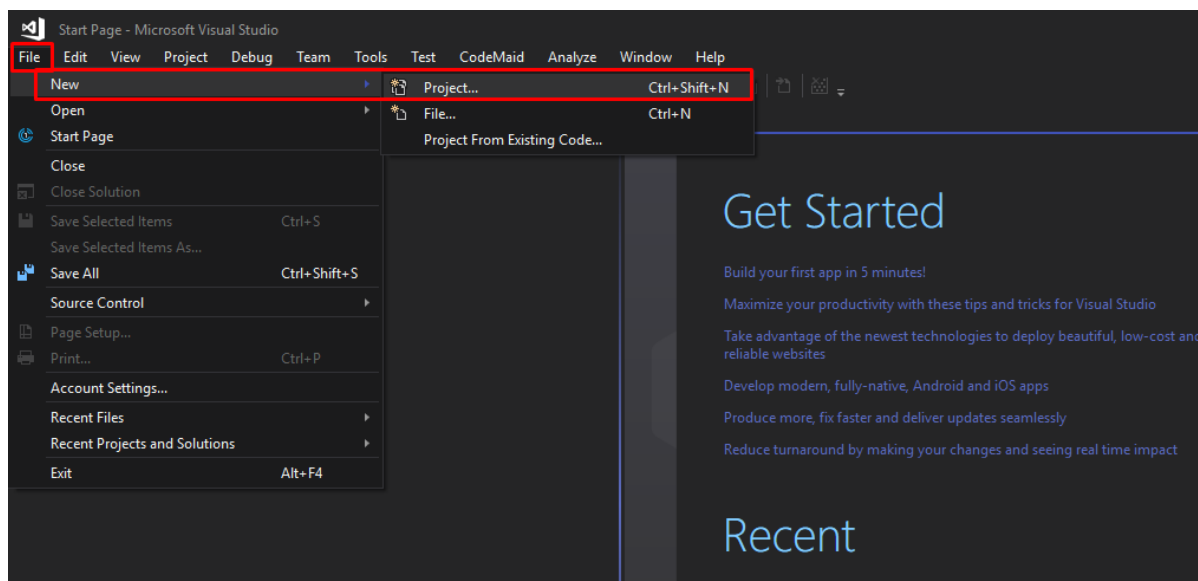 Start Page - Microsoft Visual Studio
File Edit View Project Debug Team Tools Test CodeMaid Analyze Window Help
New
Project... Ctrl+Shift+N
Open
File... Ctrl+N
Start Page
Project From Existing Code...
Close
Close Solution
Save Selected Items Ctrl+S
Save Selected Items As...
Save All Ctrl+Shift+S
Source Control
Page Setup...
Print... Ctrl+P
Account Settings...
Recent Files
Recent Projects and Solutions
Exit Alt+F4
Get Started
Build your first app in 5 minutes!
Maximize your productivity with these tips and tricks for Visual Studio
Take advantage of the newest technologies to deploy beautiful, low-cost and
reliable websites
Develop modern, fully-native, Android and iOS apps
Produce more, fix faster and deliver updates seamlessly
Reduce turnaround by making your changes and seeing real time impact
Recent